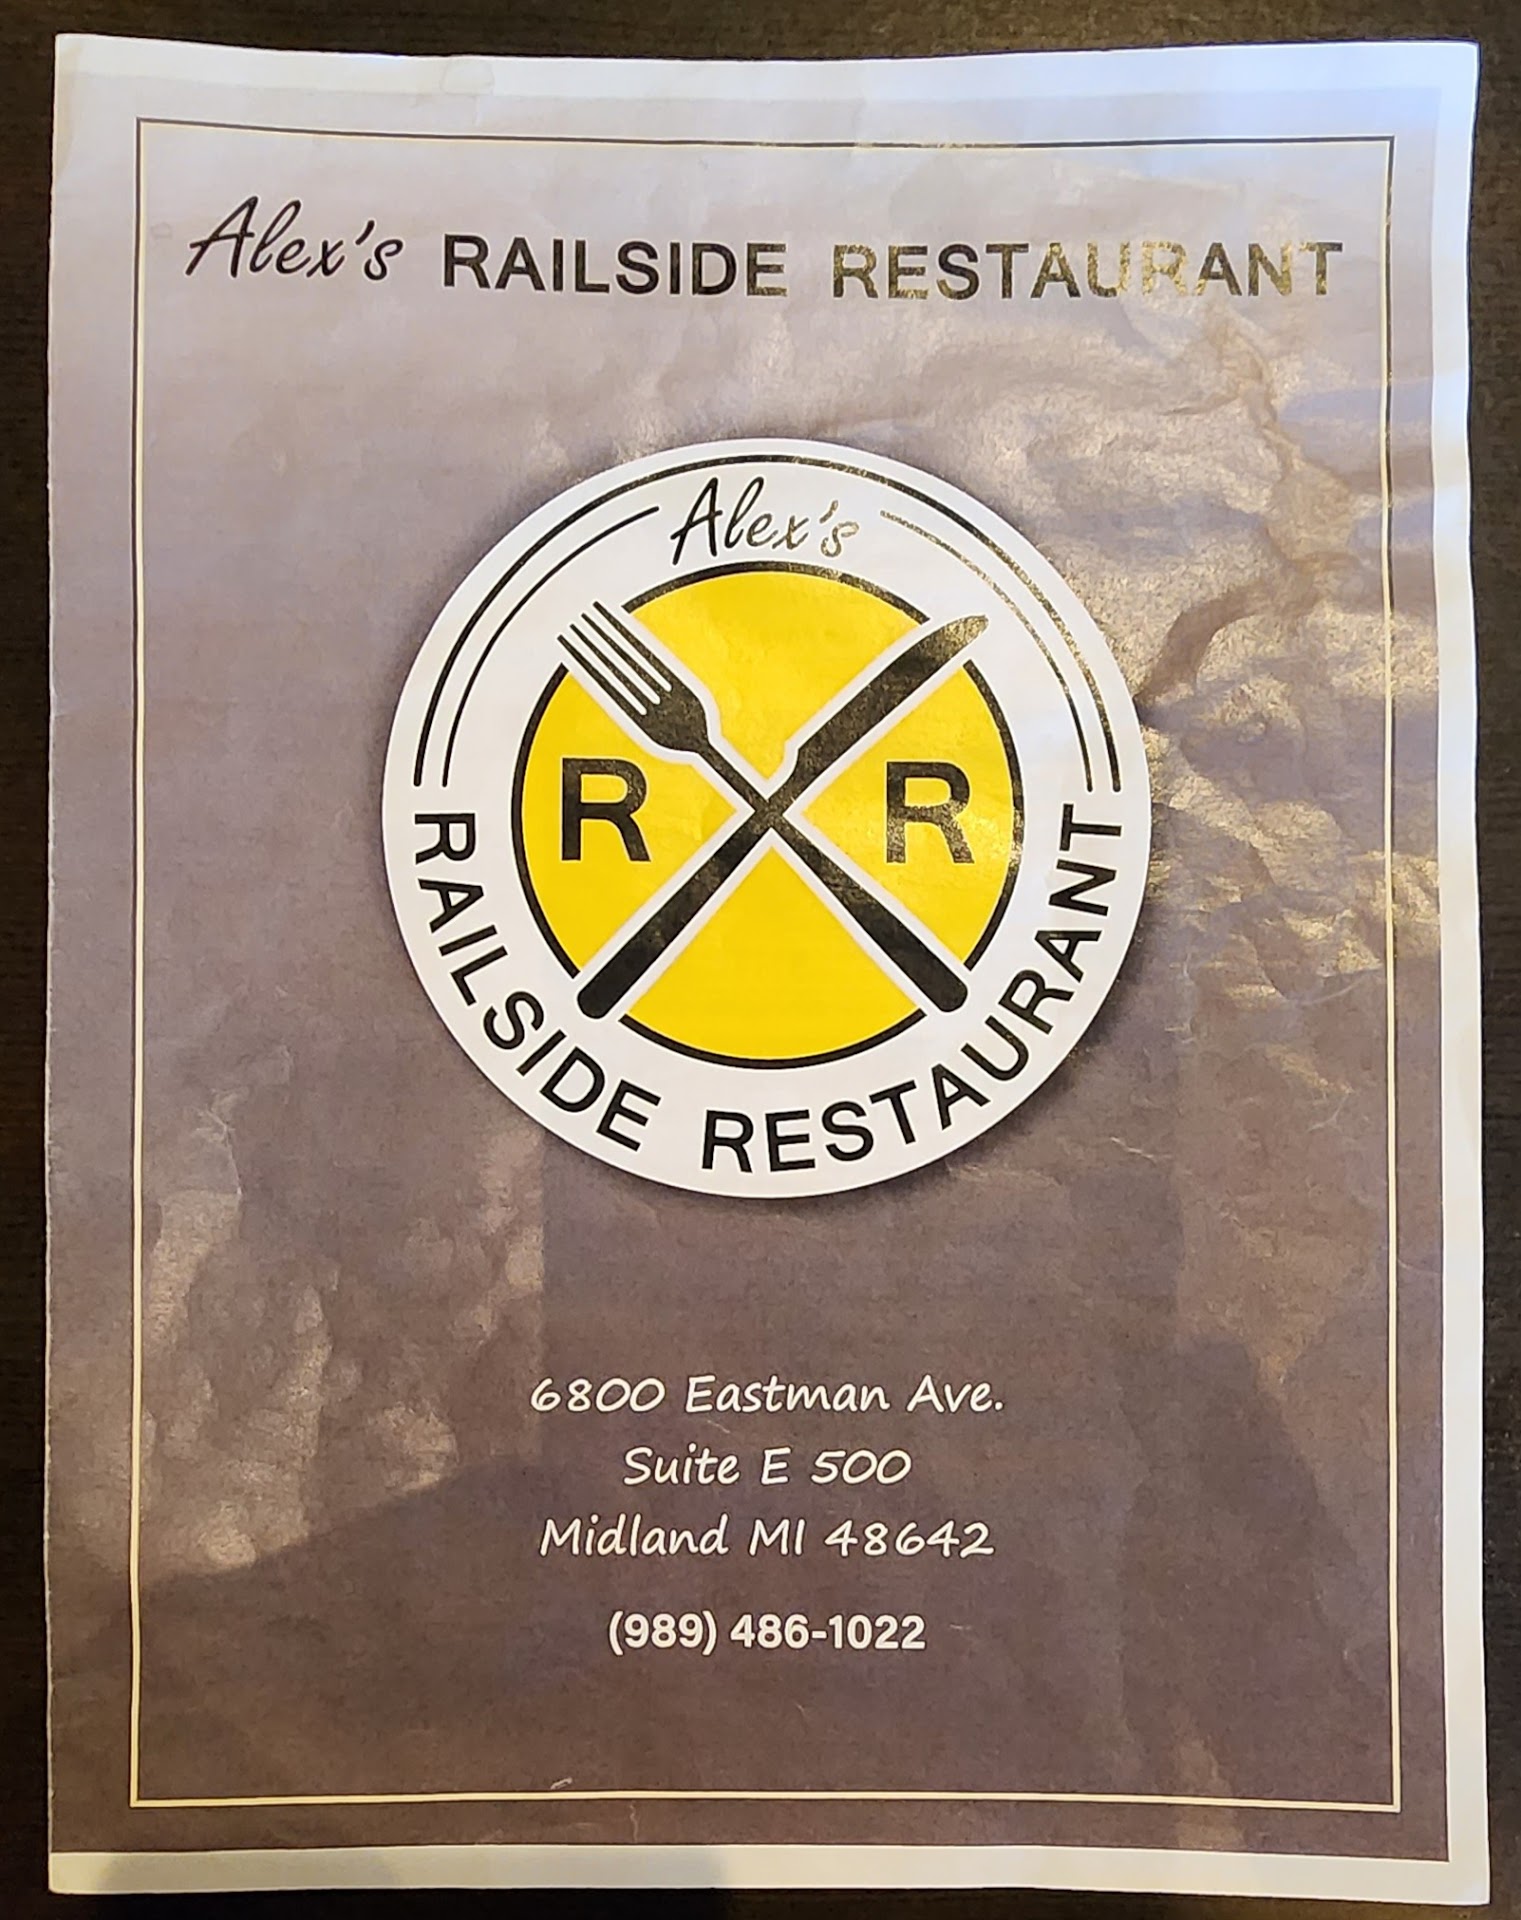 Alex's RAILSIDE RESTAURANT
Alex's
R R
RAILSIDE RESTAURANT
6800 Eastman Ave.
Suite E 500
Midland MI 48642
(989) 486-1022